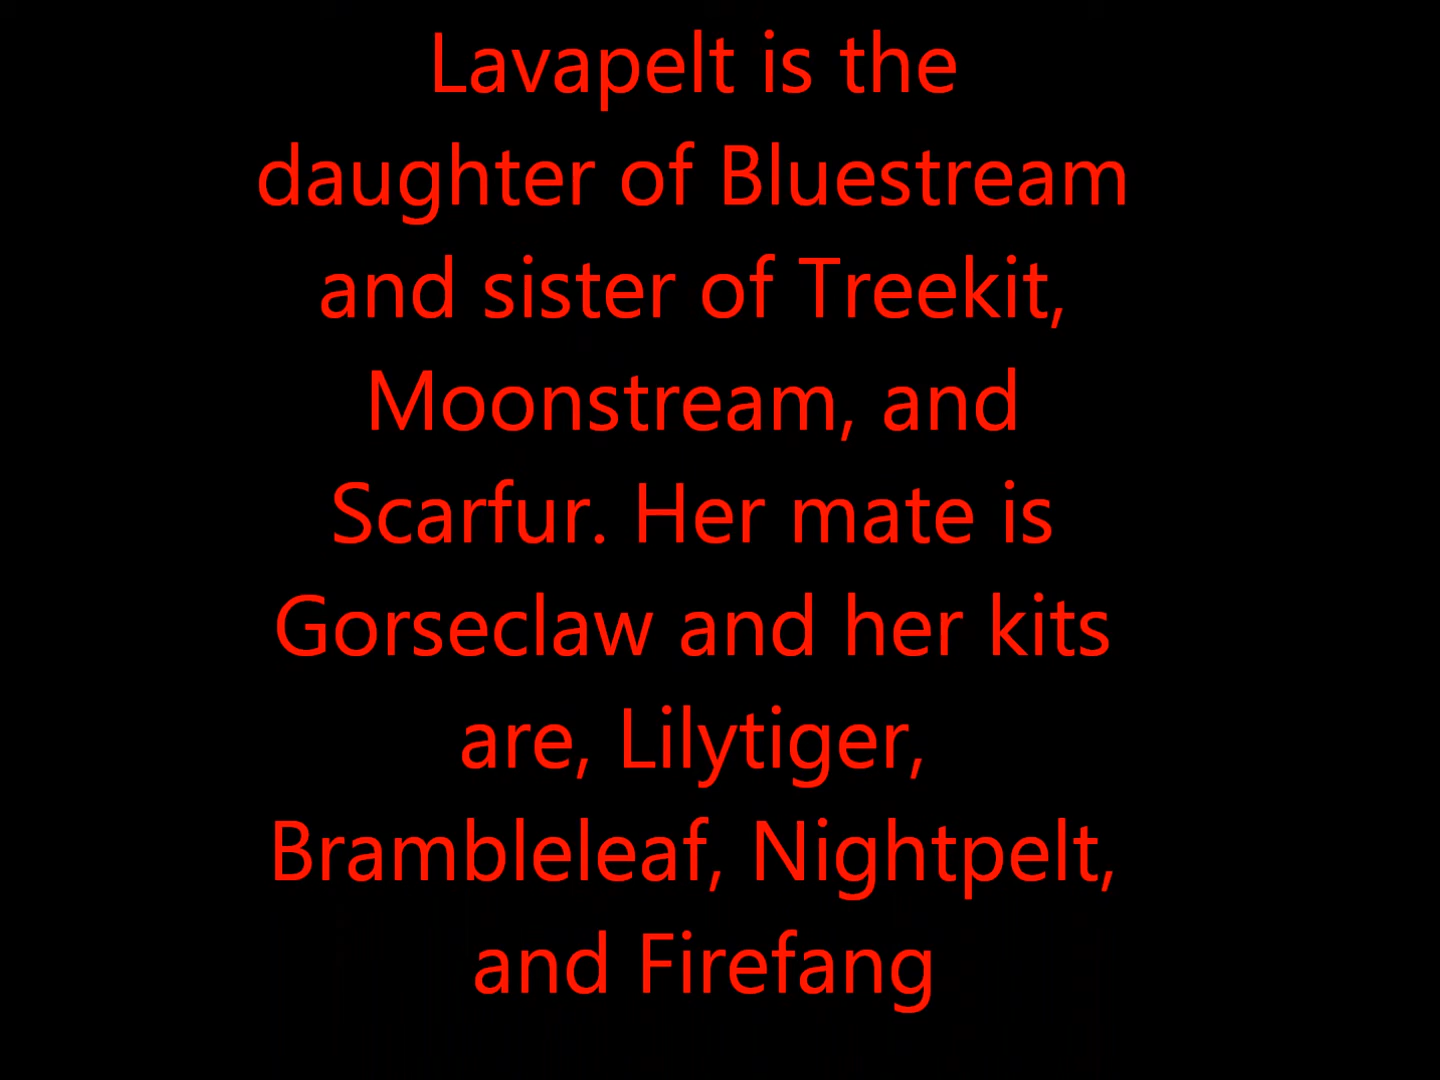 Lavapelt is the
daughter of Bluestream
and sister of Treekit,
Moonstream, and
Scarfur. Her mate is
Gorseclaw and her kits
are, Lilytiger,
Brambleleaf, Nightpelt,
and Firefang